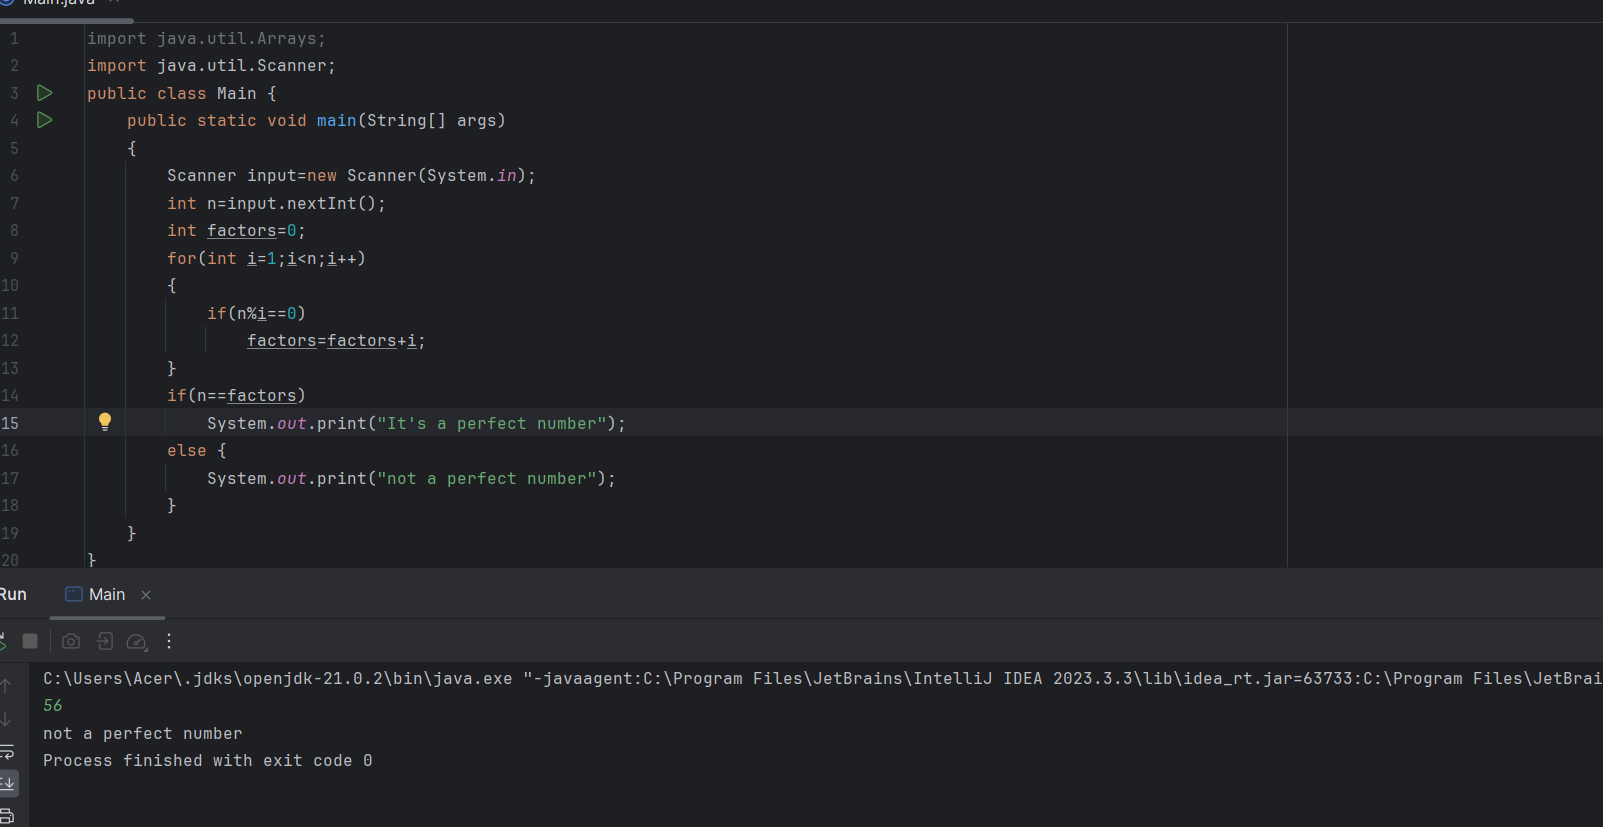 Main.java
1 import java.util.Arrays;
2 import java.util.Scanner;
3 public class Main {
4 public static void main(String[] args)
5 {
6 Scanner input=new Scanner(System.in);
7 int n=input.nextInt();
8 int factors=0;
9 for(int i=1;i<n;i++)
10 {
11 if(n%i==0)
12 factors=factors+i;
13 }
14 if(n==factors)
15 System.out.print("It's a perfect number");
16 else {
17 System.out.print("not a perfect number");
18 }
19 }
20 }
Run Main
C:\Users\Acer\.jdks\openjdk-21.0.2\bin\java.exe "-javaagent:C:\Program Files\JetBrains\IntelliJ IDEA 2023.3.3\lib\idea_rt.jar=63733:C:\Program Files\JetBrai
56
not a perfect number
Process finished with exit code 0